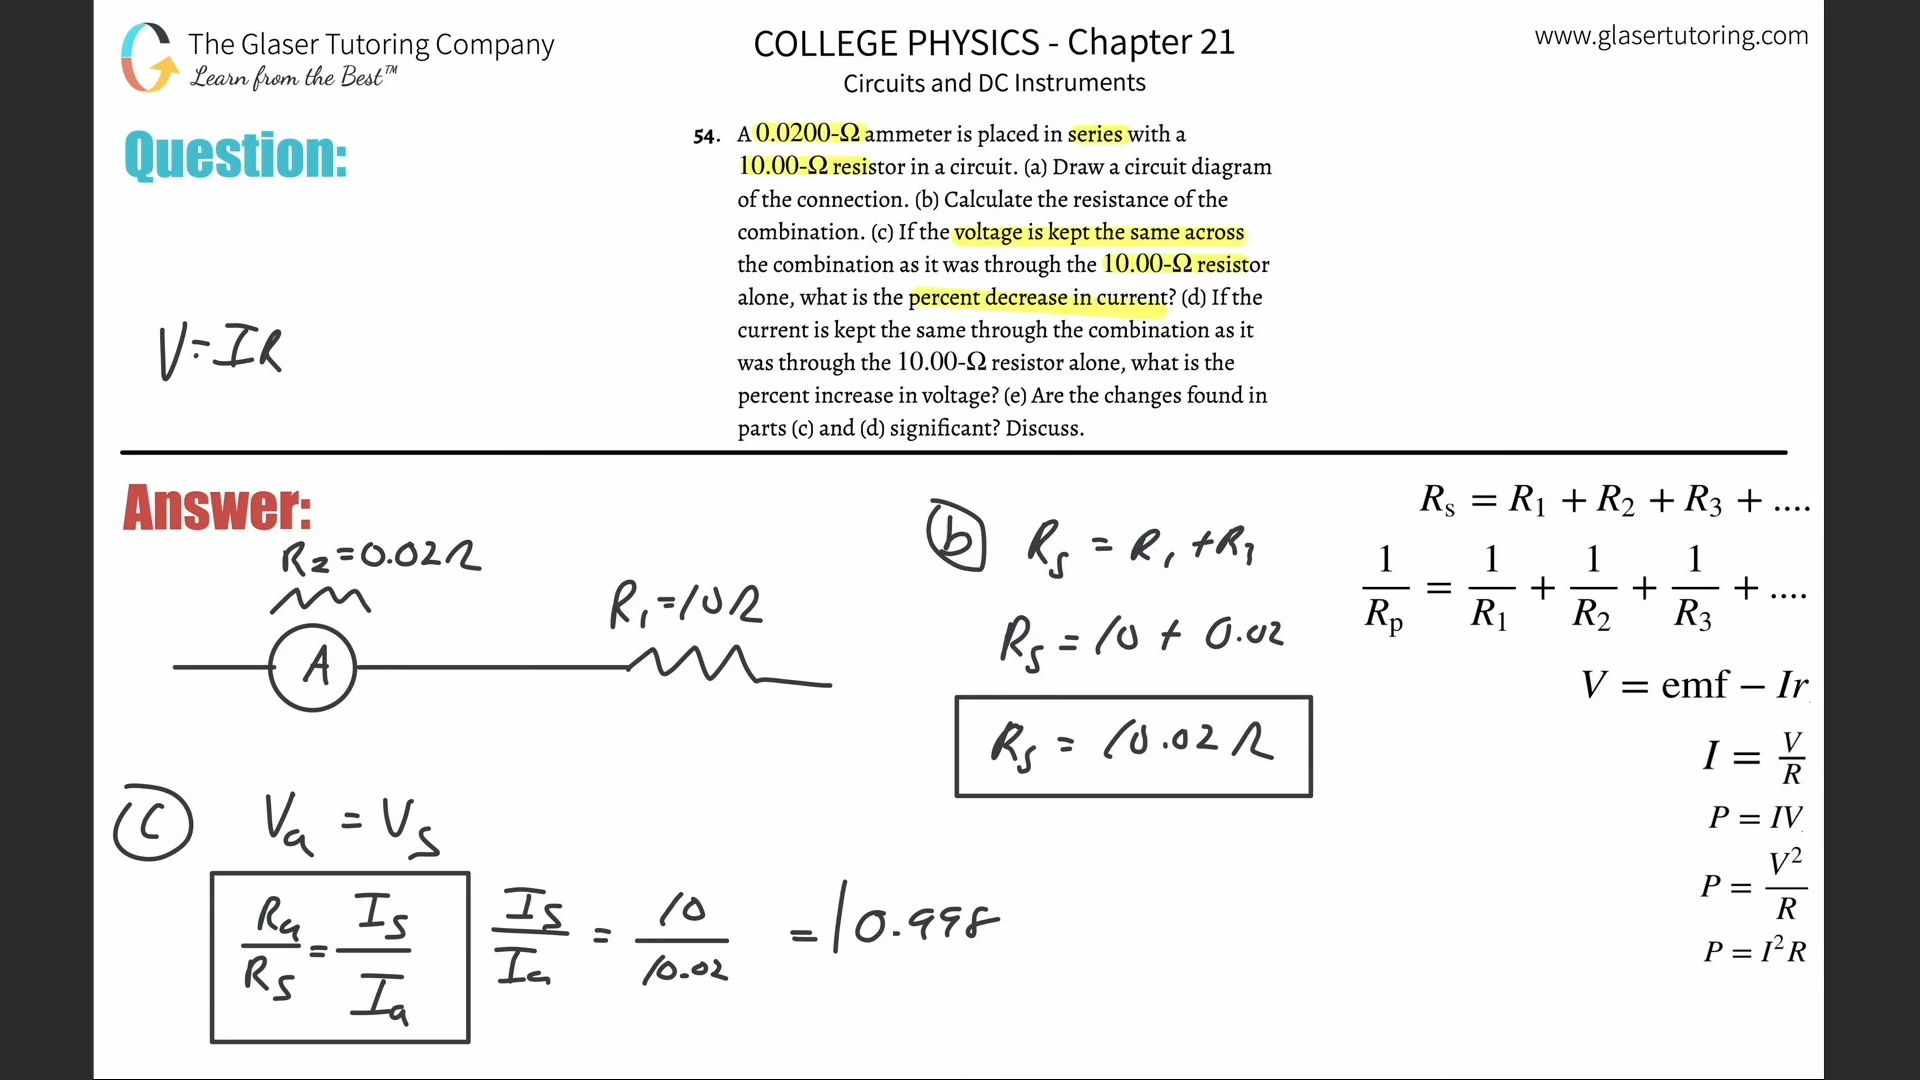 The Glaser Tutoring Company
Learn from the Best™
COLLEGE PHYSICS - Chapter 21
Circuits and DC Instruments
www.glasertutoring.com
Question:
54. A 0.0200-Ω ammeter is placed in series with a
10.00-Ω resistor in a circuit. (a) Draw a circuit diagram
of the connection. (b) Calculate the resistance of the
combination. (c) If the voltage is kept the same across
the combination as it was through the 10.00-Ω resistor
alone, what is the percent decrease in current? (d) If the
current is kept the same through the combination as it
was through the 10.00-Ω resistor alone, what is the
percent increase in voltage? (e) Are the changes found in
parts (c) and (d) significant? Discuss.
V=IR
Answer:
R2=0.02Ω
A
R1=10Ω
(b) Rs = R1+R2
Rs = 10 + 0.02
Rs = 10.02Ω
(c) Va = Vs
Ra/Rs = Is/Ia
Is/Ia = 10/10.02 = |0.998
Rs = R1 + R2 + R3 + ....
1/Rp = 1/R1 + 1/R2 + 1/R3 + ....
V = emf − Ir
I = V/R
P = IV
P = V²/R
P = I²R